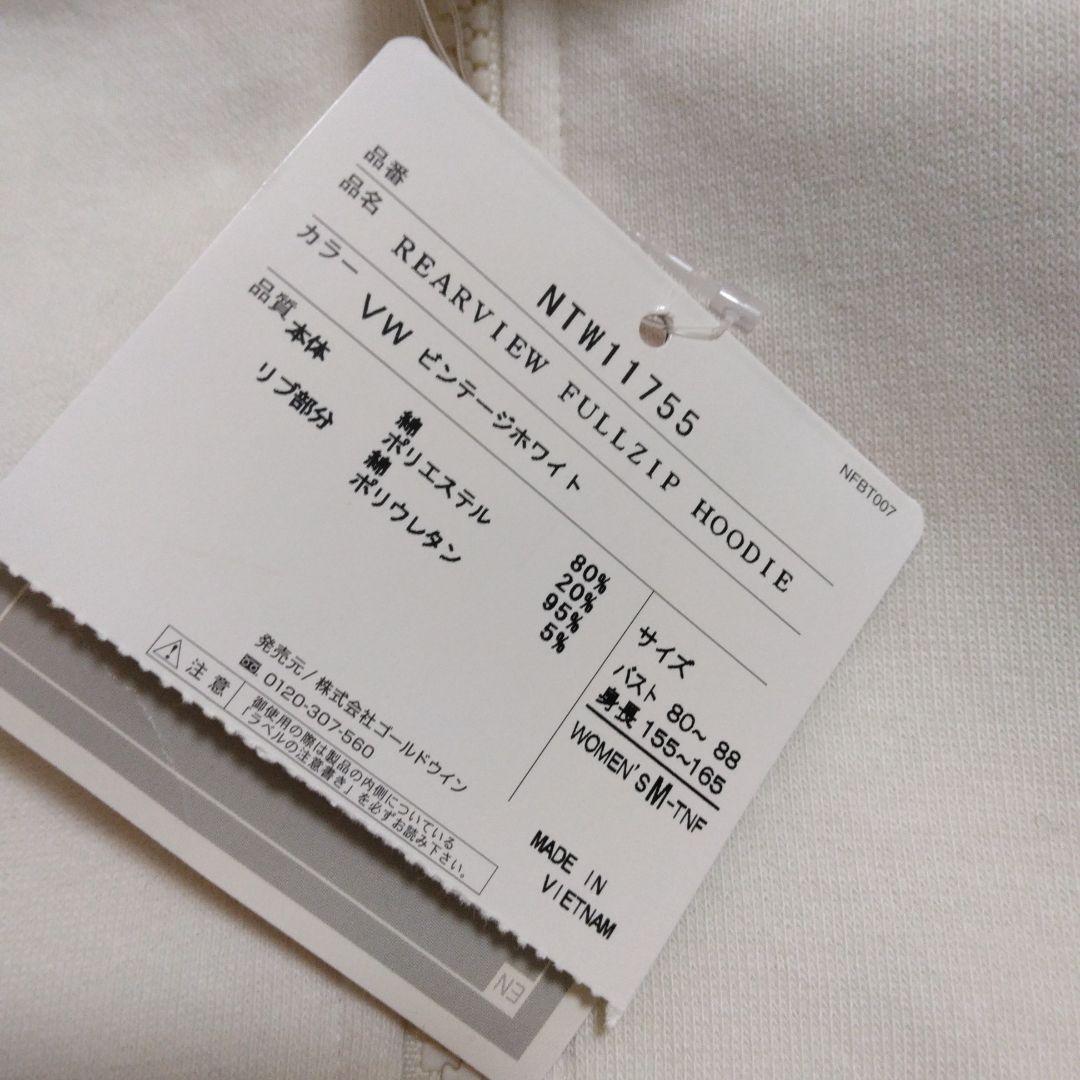 品番 NTW11755
品名 REARVIEW FULLZIP HOODIE
カラー VW ビンテージホワイト
品質
本体 綿 80%
ポリエステル 20%
リブ部分 綿 95%
ポリウレタン 5%
サイズ
バスト 80~ 88
身長 155~165
WOMEN'S M-TNF
MADE IN
VIETNAM
発売元/株式会社ゴールドウイン
0120-307-560
注意
御使用の際は製品の内側についている
「ラベルの注意書き」を必ずお読み下さい。
NFBT007
EN